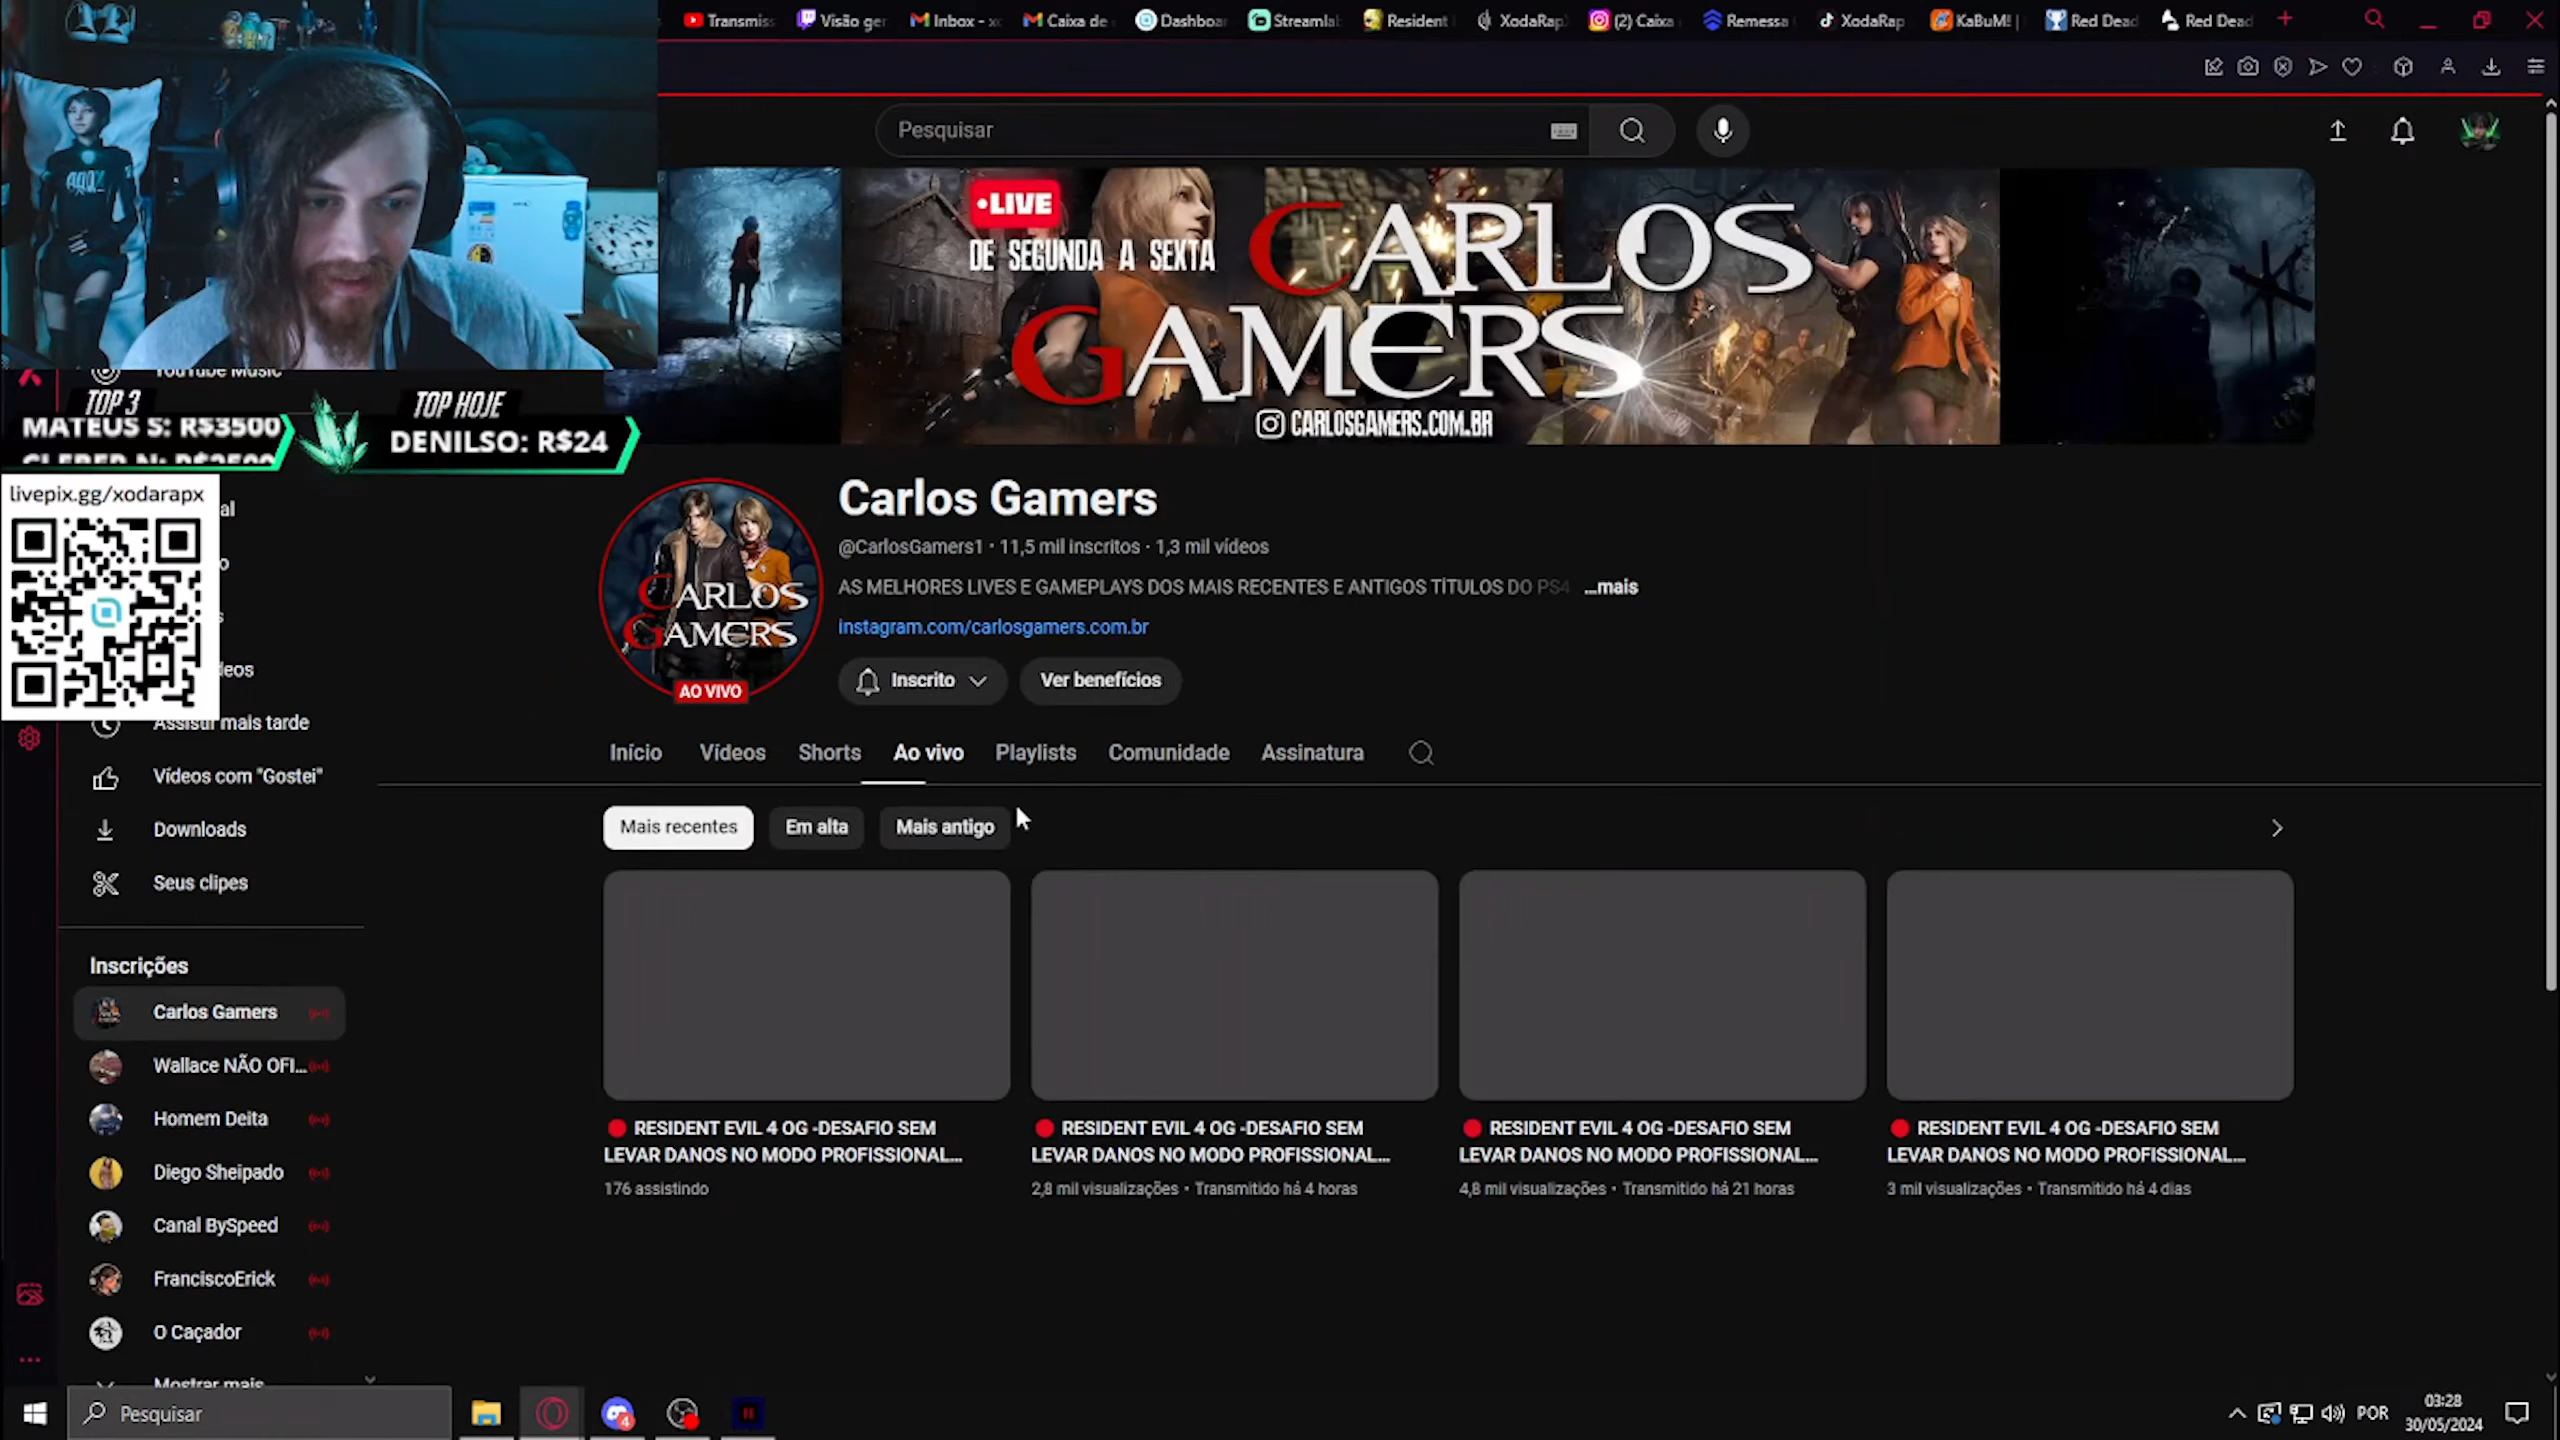 Transmiss
Visão ger
Inbox - xo
Caixa de
Dashboar
Streamlab
Resident
XodaRap
(2) Caixa
Remessa
XodaRap
KaBuM! |
Red Dead
Red Dead
Pesquisar
•LIVE
DE SEGUNDA A SEXTA
CARLOS
GAMERS
CARLOSGAMERS.COM.BR
YouTube Music
TOP 3
MATEUS S: R$3500
CLEBER N: R$2500
TOP HOJE
DENILSO: R$24
livepix.gg/xodarapx
Carlos Gamers
@CarlosGamers1 • 11,5 mil inscritos • 1,3 mil vídeos
AS MELHORES LIVES E GAMEPLAYS DOS MAIS RECENTES E ANTIGOS TÍTULOS DO PS4 ...mais
instagram.com/carlosgamers.com.br
Inscrito
Ver benefícios
CARLOS
GAMERS
AO VIVO
Assistir mais tarde
Vídeos com "Gostei"
Downloads
Seus clipes
Início Vídeos Shorts Ao vivo Playlists Comunidade Assinatura
Mais recentes Em alta Mais antigo
Inscrições
Carlos Gamers
Wallace NÃO OFI...
Homem Deita
Diego Sheipado
Canal BySpeed
FranciscoErick
O Caçador
Mostrar mais
RESIDENT EVIL 4 OG -DESAFIO SEM
LEVAR DANOS NO MODO PROFISSIONAL...
176 assistindo
RESIDENT EVIL 4 OG -DESAFIO SEM
LEVAR DANOS NO MODO PROFISSIONAL...
2,8 mil visualizações • Transmitido há 4 horas
RESIDENT EVIL 4 OG -DESAFIO SEM
LEVAR DANOS NO MODO PROFISSIONAL...
4,8 mil visualizações • Transmitido há 21 horas
RESIDENT EVIL 4 OG -DESAFIO SEM
LEVAR DANOS NO MODO PROFISSIONAL...
3 mil visualizações • Transmitido há 4 dias
Pesquisar
4
POR
03:28
30/05/2024